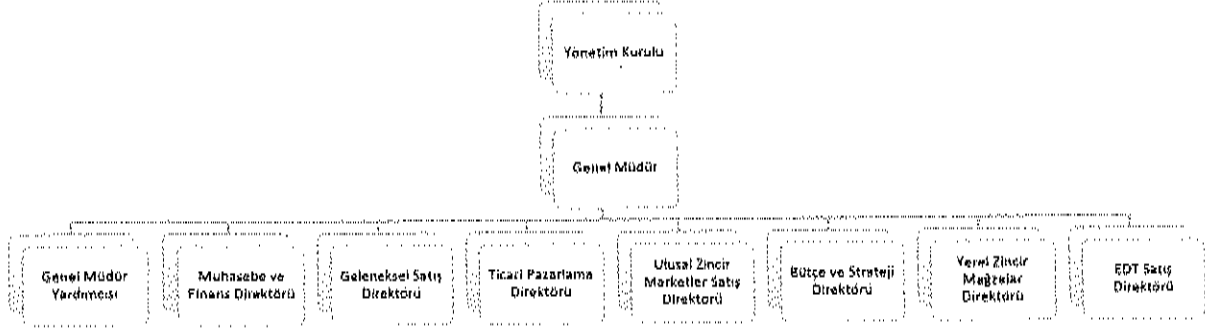 Yönetim Kurulu
Genel Müdür
Genel Müdür
Yardımcısı
Muhasebe ve
Finans Direktörü
Geleneksel Satış
Direktörü
Ticari Pazarlama
Direktörü
Ulusal Zincir
Marketler Satış
Direktörü
Bütçe ve Strateji
Direktörü
Yerel Zincir
Mağzalar
Direktörü
EDT Satış
Direktörü